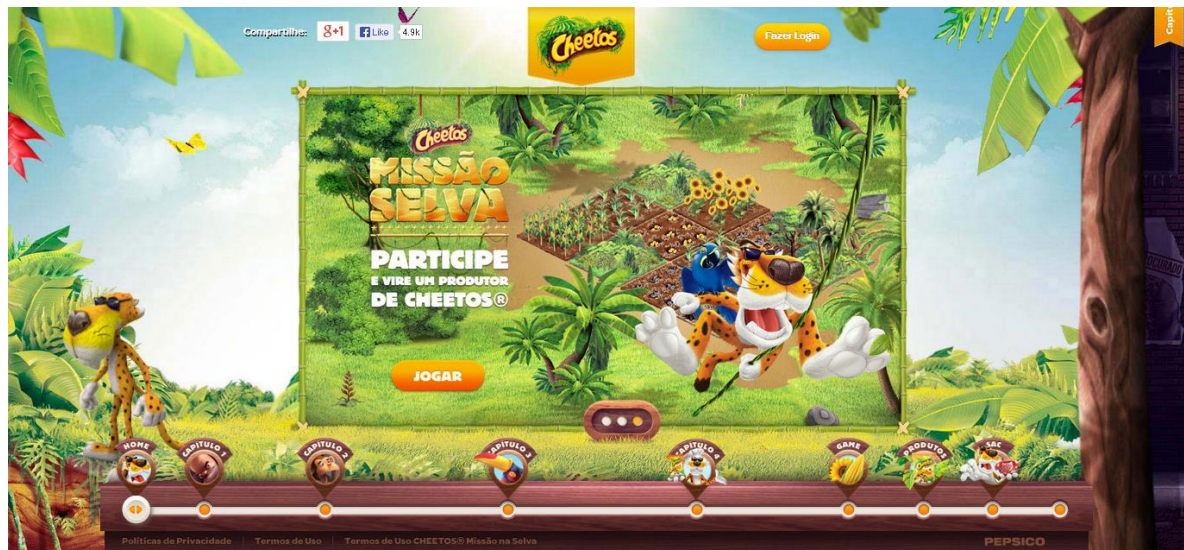 Compartilhe:
g+1
Like
4.9k
Cheetos
Fazer Login
Capít
Cheetos
MISSÃO
SELVA
PARTICIPE
E VIRE UM PRODUTOR
DE CHEETOS®
JOGAR
PROCURADO
HOME
CAPÍTULO 1
CAPÍTULO 2
CAPÍTULO 3
CAPÍTULO 4
GAME
PRODUTOS
SAC
Políticas de Privacidade
Termos de Uso
Termos de Uso CHEETOS® Missão na Selva
PEPSICO